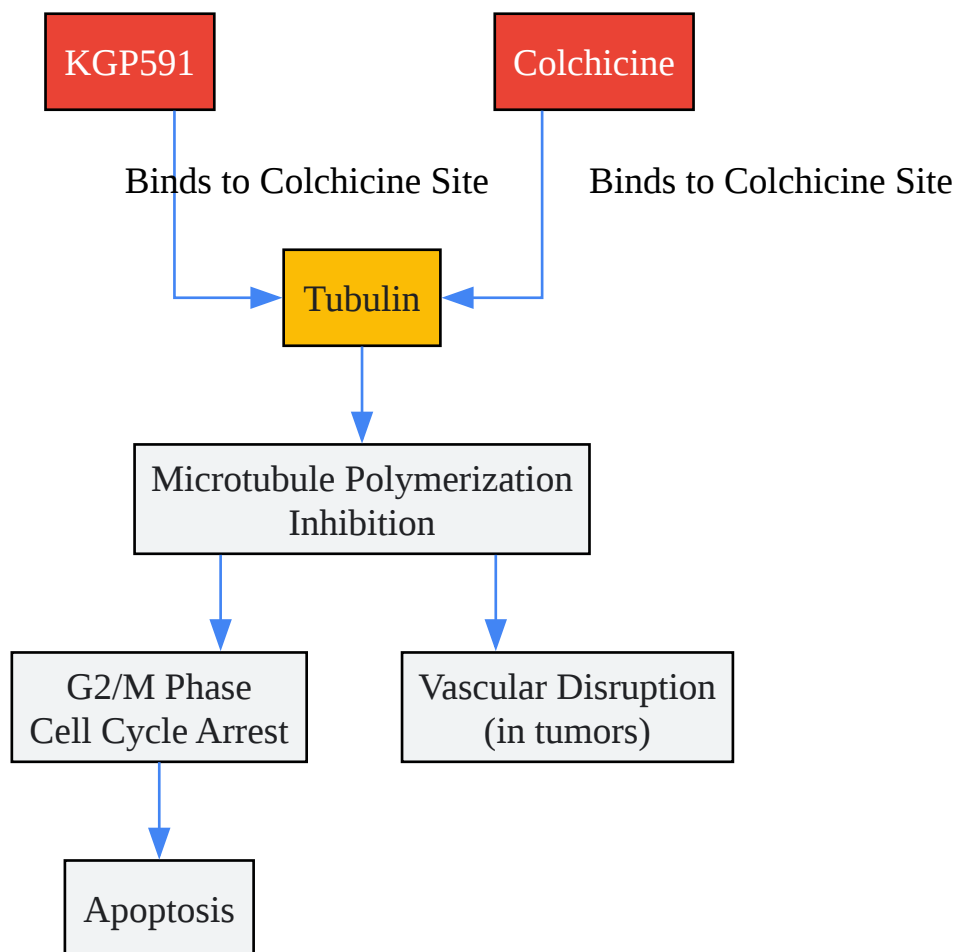 KGP591
Colchicine
Binds to Colchicine Site
Binds to Colchicine Site
Tubulin
Microtubule Polymerization
Inhibition
G2/M Phase
Cell Cycle Arrest
Vascular Disruption
(in tumors)
Apoptosis